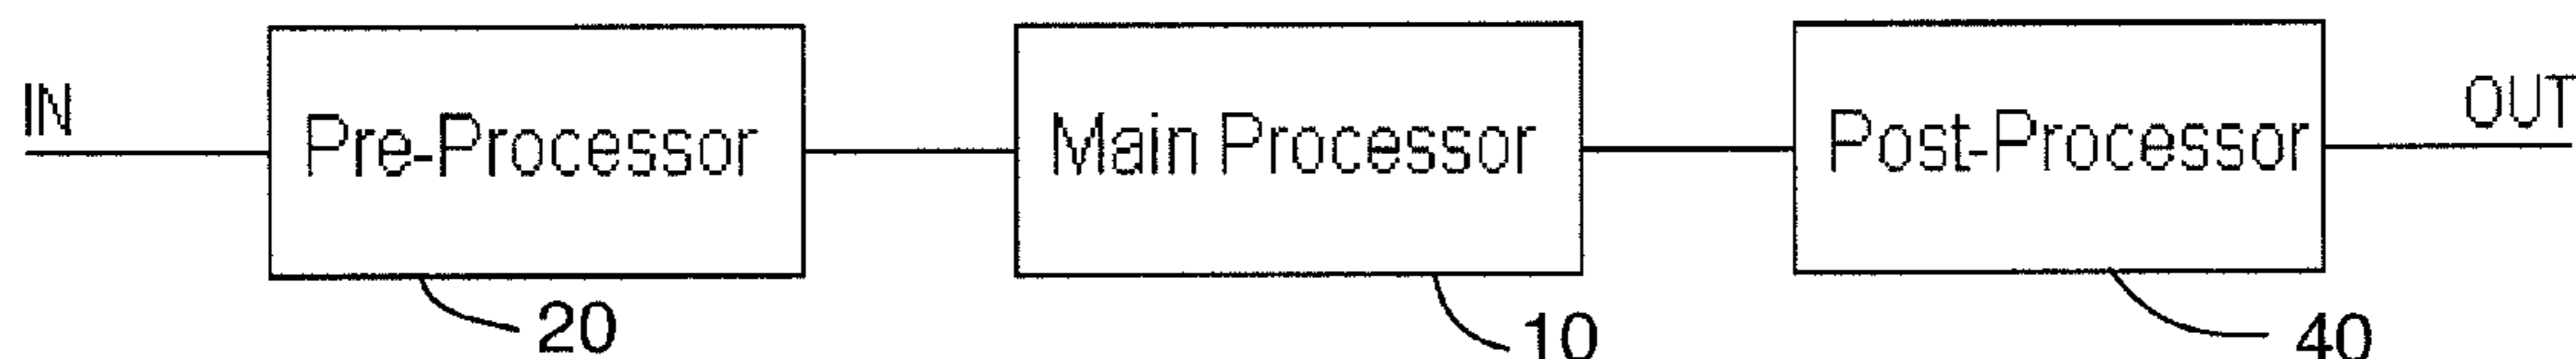 IN
Pre-Processor
Main Processor
Post-Processor
OUT
20
10
40